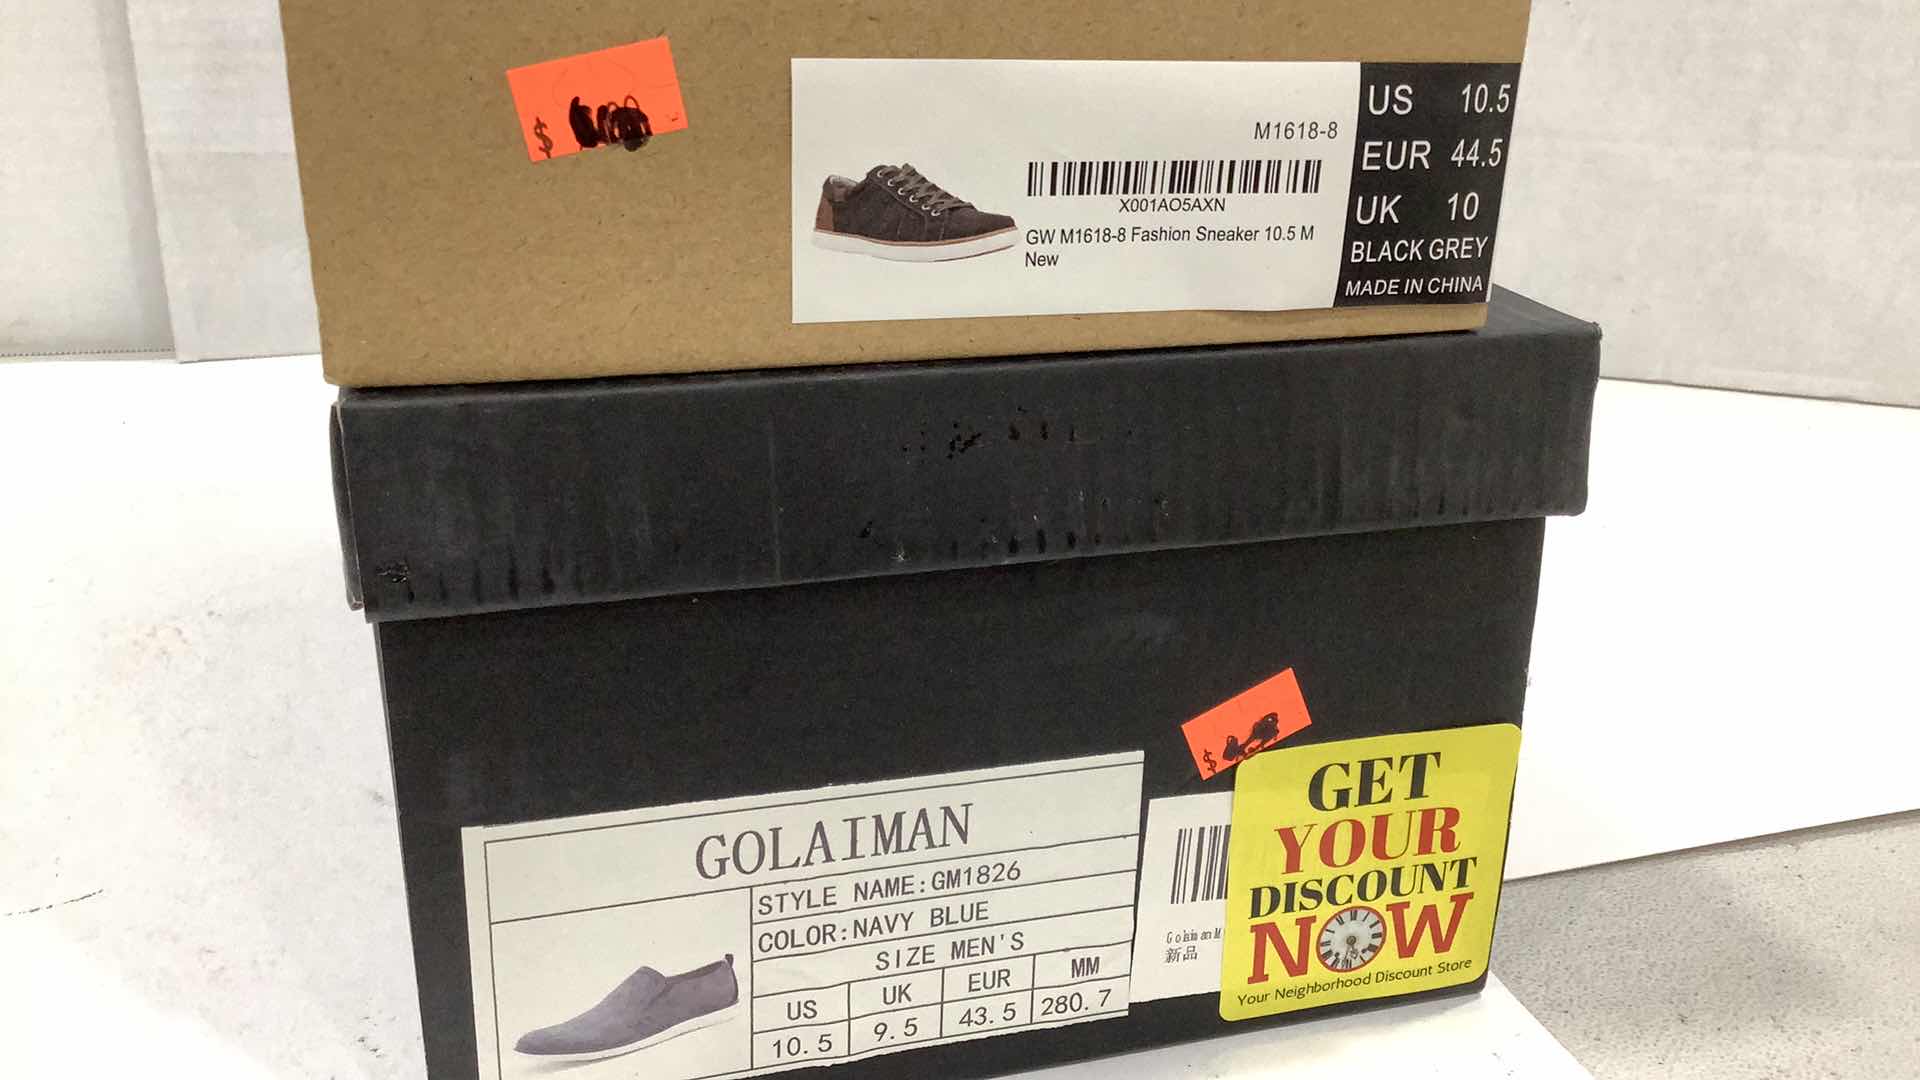 $
M1618-8
X001AO5AXN
GW M1618-8 Fashion Sneaker 10.5 M
New
US 10.5
EUR 44.5
UK 10
BLACK GREY
MADE IN CHINA
$
GOLAIMAN
STYLE NAME:GM1826
COLOR:NAVY BLUE
SIZE MEN'S
US UK EUR MM
10.5 9.5 43.5 280.7
GolaimanM
新品
GET
YOUR
DISCOUNT
NOW
Your Neighborhood Discount Store